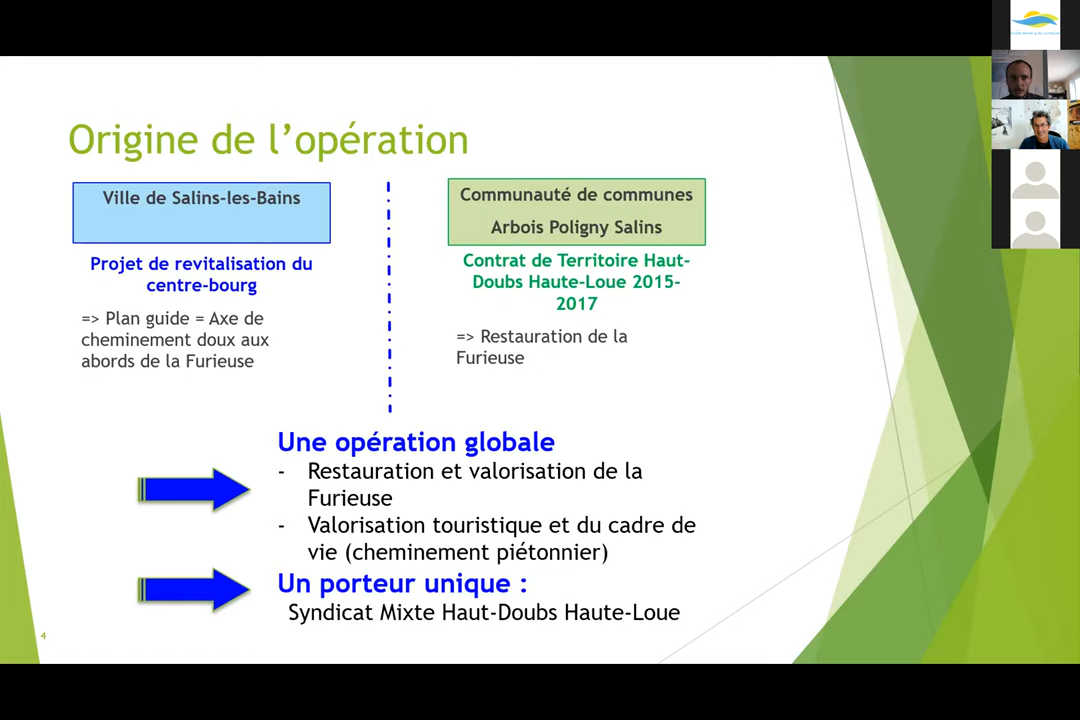 Origine de l’opération
Ville de Salins-les-Bains
Projet de revitalisation du
centre-bourg
=> Plan guide = Axe de
cheminement doux aux
abords de la Furieuse
Communauté de communes
Arbois Poligny Salins
Contrat de Territoire Haut-
Doubs Haute-Loue 2015-
2017
=> Restauration de la
Furieuse
Une opération globale
- Restauration et valorisation de la
Furieuse
- Valorisation touristique et du cadre de
vie (cheminement piétonnier)
Un porteur unique :
Syndicat Mixte Haut-Doubs Haute-Loue
4